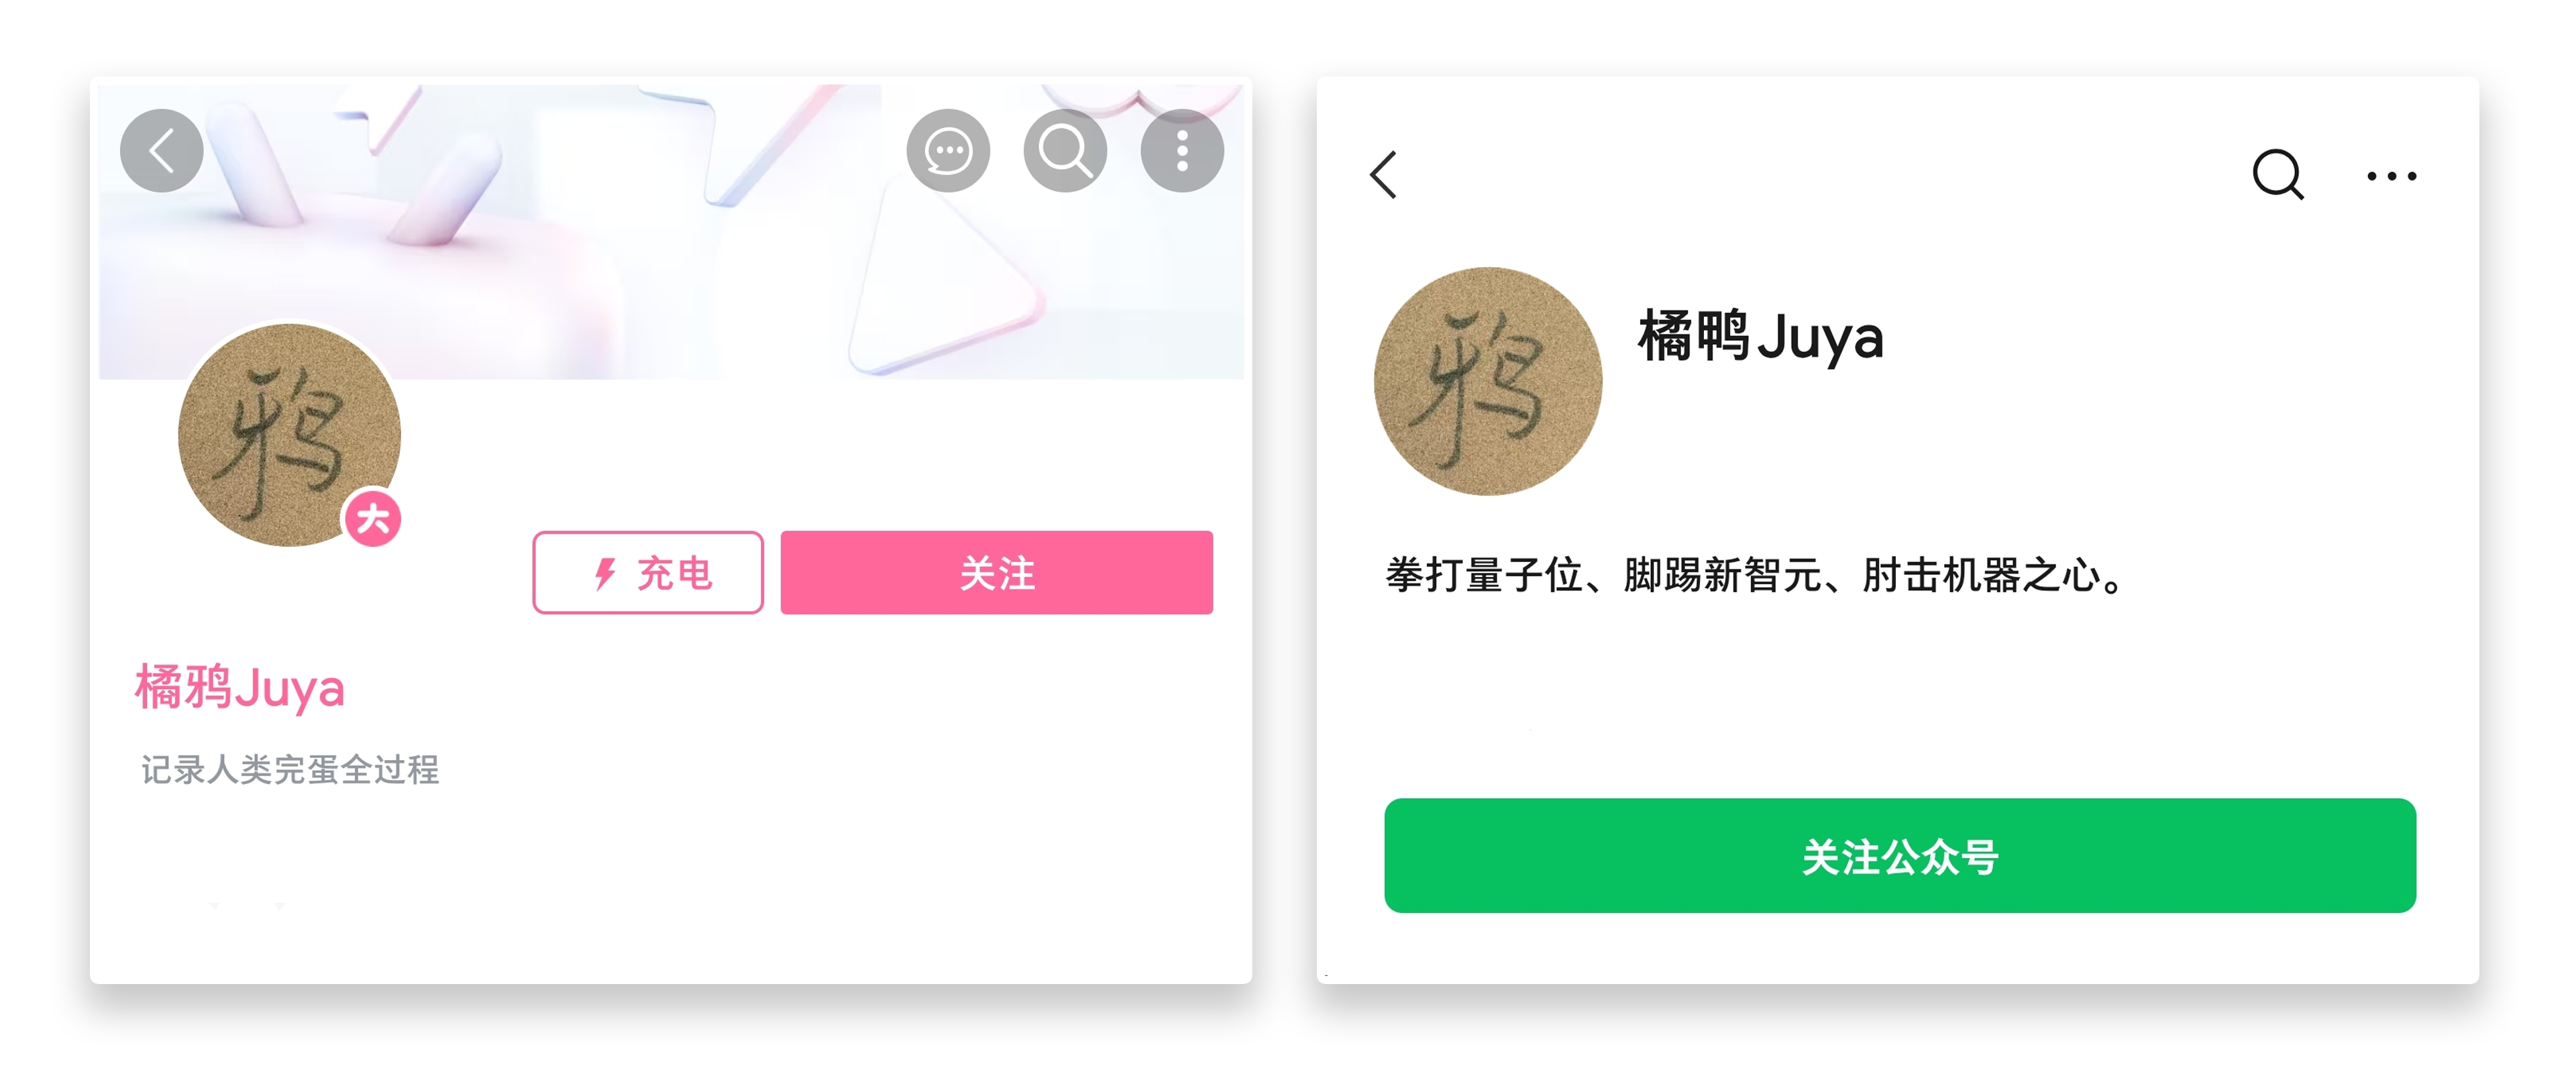 鸦
大
充电
关注
橘鸦Juya
记录人类完蛋全过程
鸦
橘鸭Juya
拳打量子位、脚踢新智元、肘击机器之心。
关注公众号